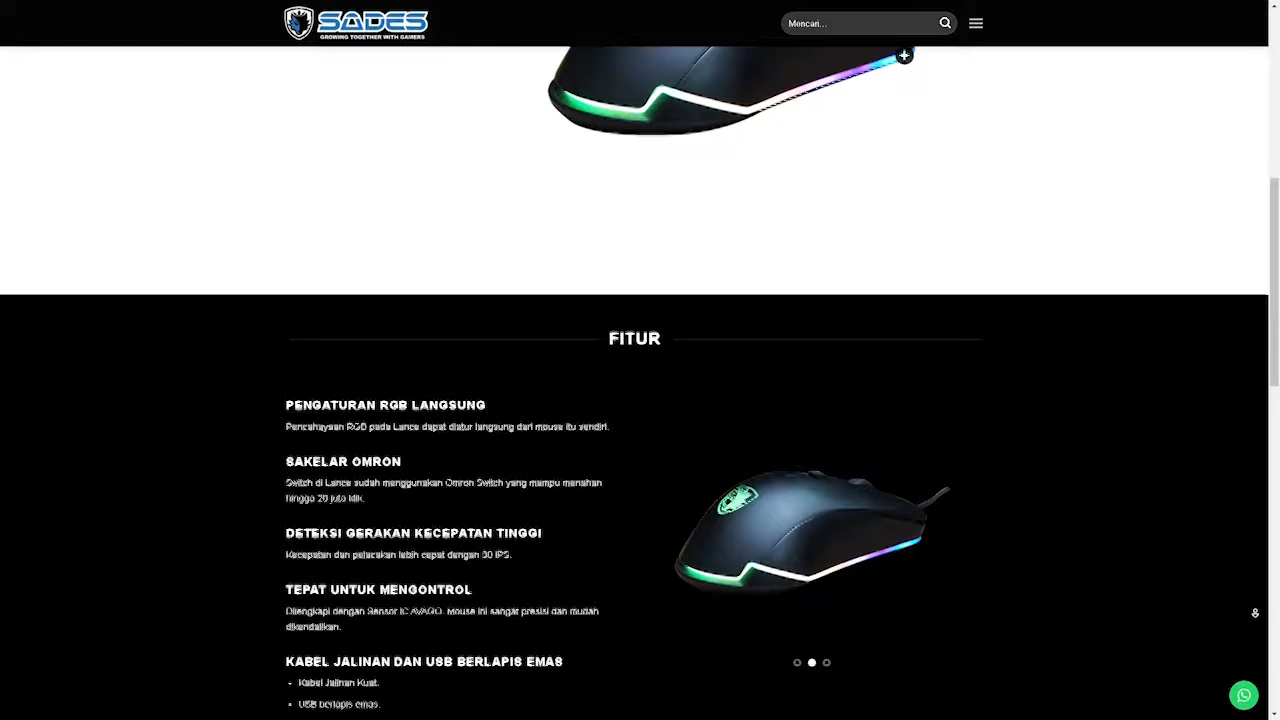 SADES
GROWING TOGETHER WITH GAMERS
Mencari...
FITUR
PENGATURAN RGB LANGSUNG
Pencahayaan RGB pada Lance dapat diatur langsung dari mouse itu sendiri.
SAKELAR OMRON
Switch di Lance sudah menggunakan Omron Switch yang mampu menahan
hingga 20 juta klik.
DETEKSI GERAKAN KECEPATAN TINGGI
Kecepatan dan pelacakan lebih cepat dengan 30 IPS.
TEPAT UNTUK MENGONTROL
Dilengkapi dengan Sensor IC AVAGO. Mouse ini sangat presisi dan mudah
dikendalikan.
KABEL JALINAN DAN USB BERLAPIS EMAS
• Kabel Jalinan Kuat.
• USB berlapis emas.